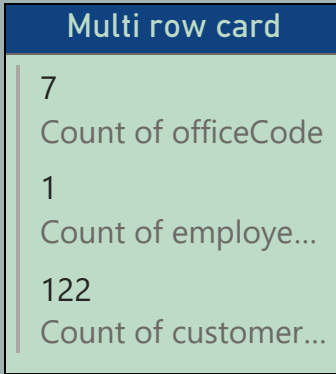 Multi row card
7
Count of officeCode
1
Count of employe...
122
Count of customer...